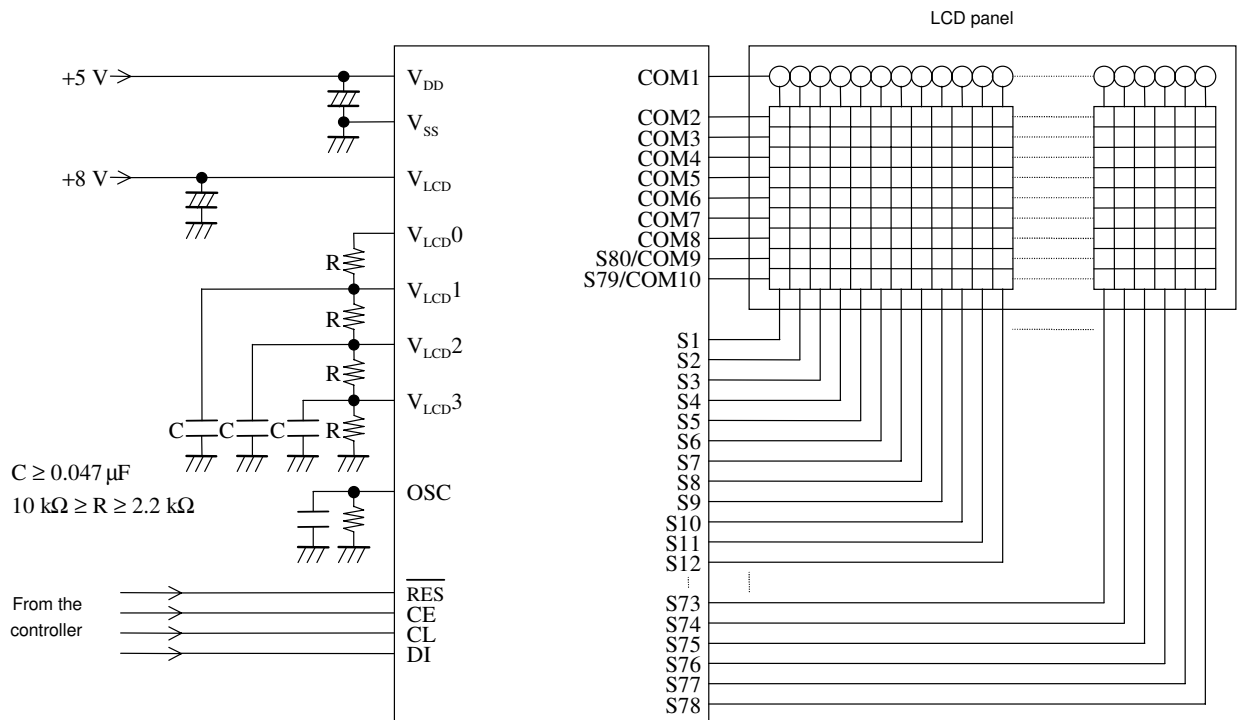 LCD panel
+5 V
VDD
COM1
VSS
COM2
COM3
COM4
COM5
COM6
COM7
COM8
S80/COM9
S79/COM10
+8 V
VLCD
VLCD0
R
VLCD1
R
VLCD2
R
VLCD3
C
C
C
R
C ≥ 0.047 µF
10 kΩ ≥ R ≥ 2.2 kΩ
OSC
S1
S2
S3
S4
S5
S6
S7
S8
S9
S10
S11
S12
S73
S74
S75
S76
S77
S78
From the
controller
RES
CE
CL
DI